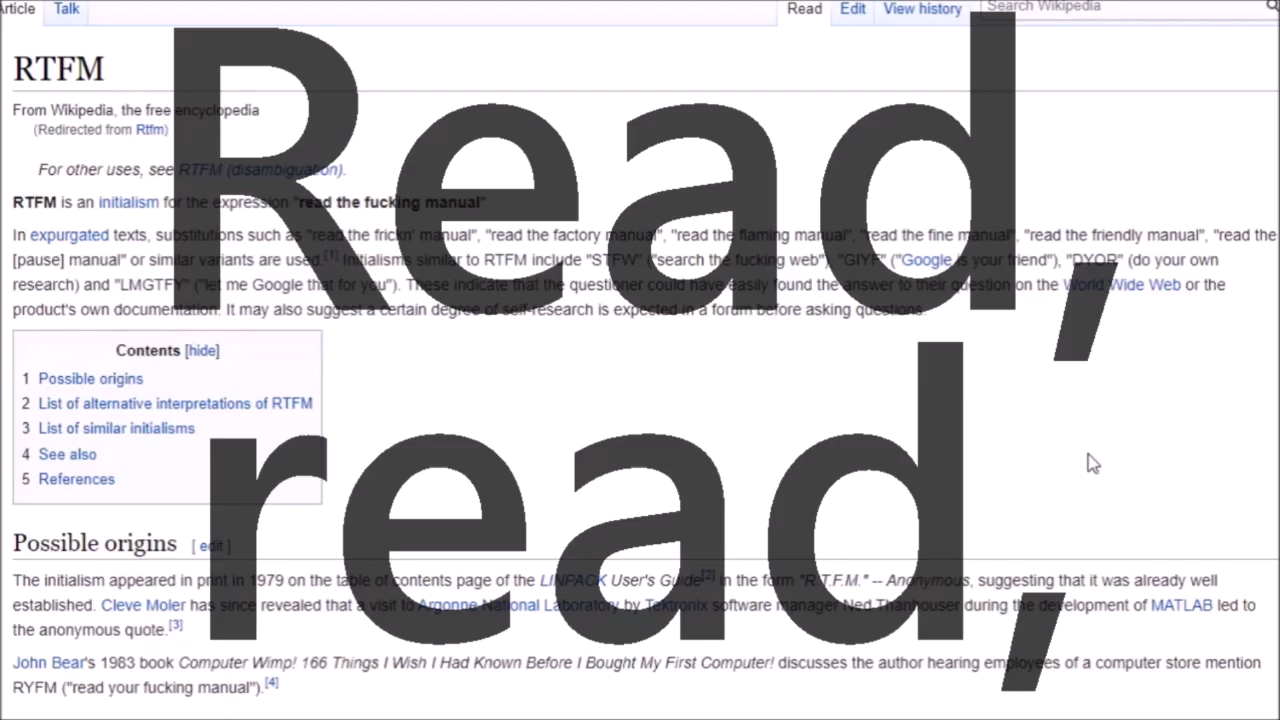 Article Talk Read Edit View history Search Wikipedia
RTFM
From Wikipedia, the free encyclopedia
(Redirected from Rtfm)
For other uses, see RTFM (disambiguation).
RTFM is an initialism for the expression "read the fucking manual".
In expurgated texts, substitutions such as "read the frickn' manual", "read the factory manual", "read the flaming manual", "read the fine manual", "read the friendly manual", "read the
[pause] manual" or similar variants are used.[1] Initialisms similar to RTFM include "STFW" ("search the fucking web"), "GIYF" ("Google is your friend"), "DYOR" (do your own
research) and "LMGTFY" ("let me Google that for you"). These indicate that the questioner could have easily found the answer to their question on the World Wide Web or the
product's own documentation. It may also suggest a certain degree of self-research is expected in a forum before asking questions.
Read,
Contents [hide]
1 Possible origins
2 List of alternative interpretations of RTFM
3 List of similar initialisms
4 See also
5 References
read,
Possible origins [ edit ]
The initialism appeared in print in 1979 on the table of contents page of the LINPACK User's Guide[2] in the form "R.T.F.M." -- Anonymous, suggesting that it was already well
established. Cleve Moler has since revealed that a visit to Argonne National Laboratory by Tektronix software manager Ned Thanhouser during the development of MATLAB led to
the anonymous quote.[3]
John Bear's 1983 book Computer Wimp! 166 Things I Wish I Had Known Before I Bought My First Computer! discusses the author hearing employees of a computer store mention
RYFM ("read your fucking manual").[4]